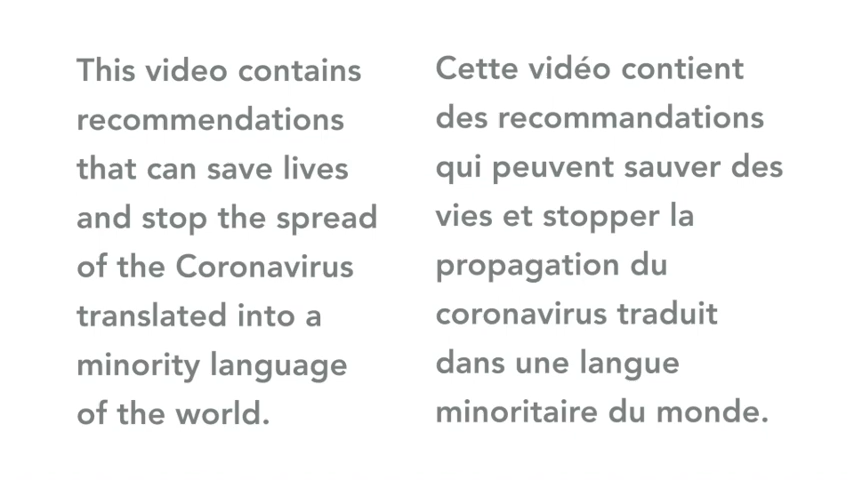 This video contains
recommendations
that can save lives
and stop the spread
of the Coronavirus
translated into a
minority language
of the world.
Cette vidéo contient
des recommandations
qui peuvent sauver des
vies et stopper la
propagation du
coronavirus traduit
dans une langue
minoritaire du monde.